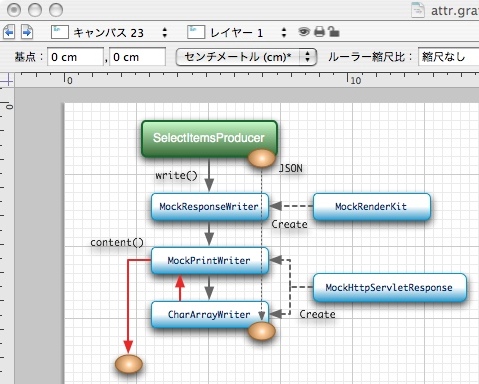 attr.gra
キャンバス 23
レイヤー 1
基点：
0 cm
,
0 cm
センチメートル (cm)*
ルーラー縮尺比：
縮尺なし
0
10
0
SelectItemsProducer
JSON
write()
MockResponseWriter
MockRenderKit
Create
content()
MockPrintWriter
MockHttpServletResponse
CharArrayWriter
Create